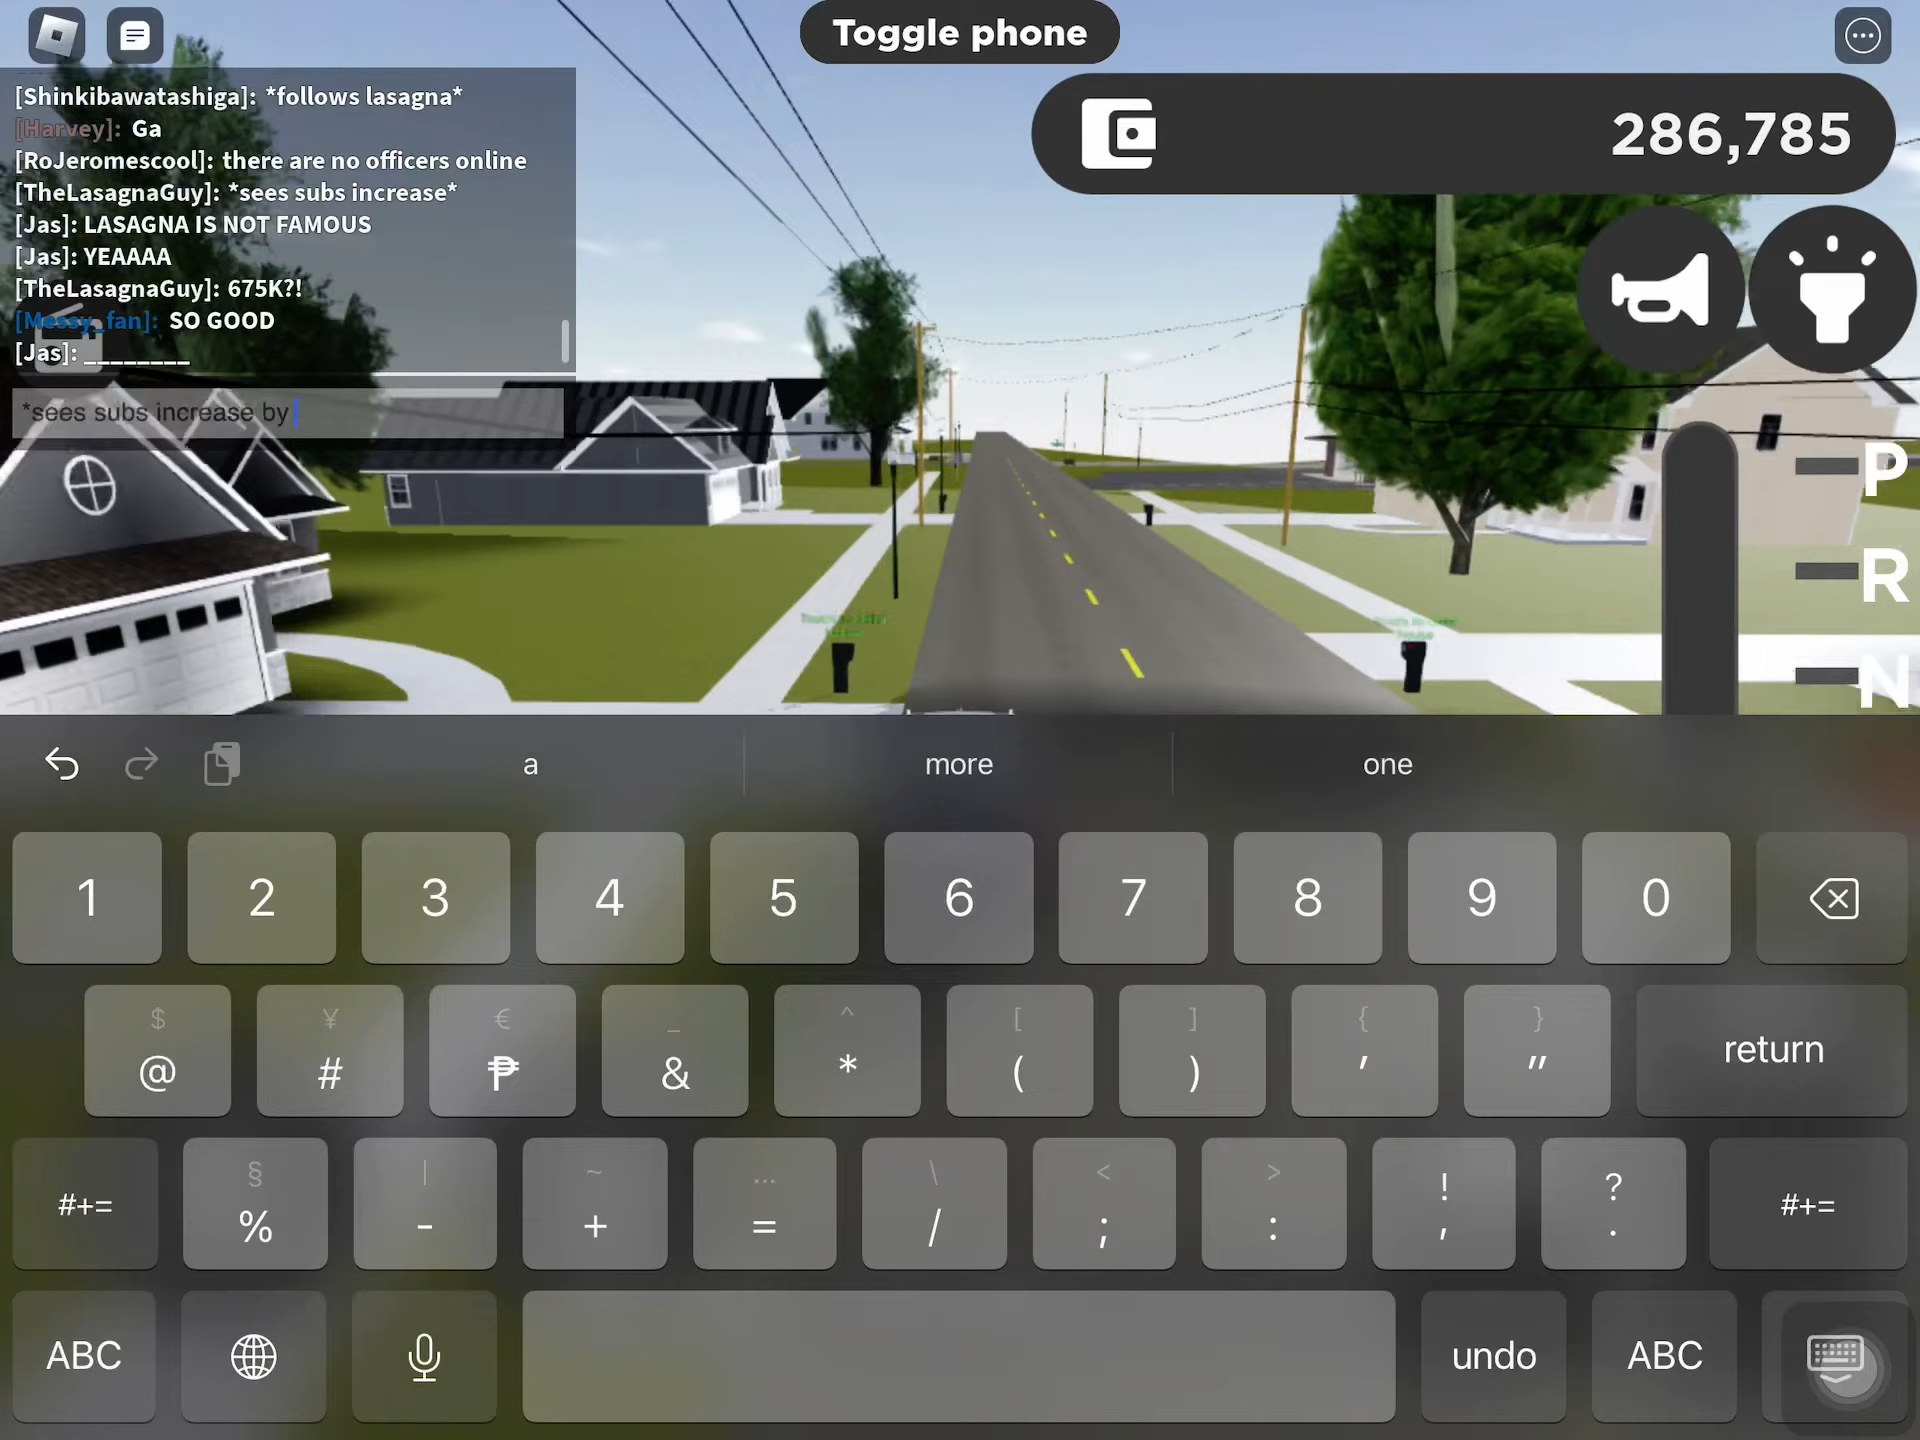 Toggle phone
[Shinkibawatashiga]: *follows lasagna*
[Harvey]: Ga
[RoJeromescool]: there are no officers online
[TheLasagnaGuy]: *sees subs increase*
[Jas]: LASAGNA IS NOT FAMOUS
[Jas]: YEAAAA
[TheLasagnaGuy]: 675K?!
[Messy_fan]: SO GOOD
[Jas]: ________
*sees subs increase by
286,785
P
R
N
a more one
1 2 3 4 5 6 7 8 9 0
$ ¥ € _ ^ [ ] { }
@ # ₱ & * ( ) ' " return
§ | ~ … \ < > ! ?
#+= % - + = / ; : , . #+=
ABC undo ABC